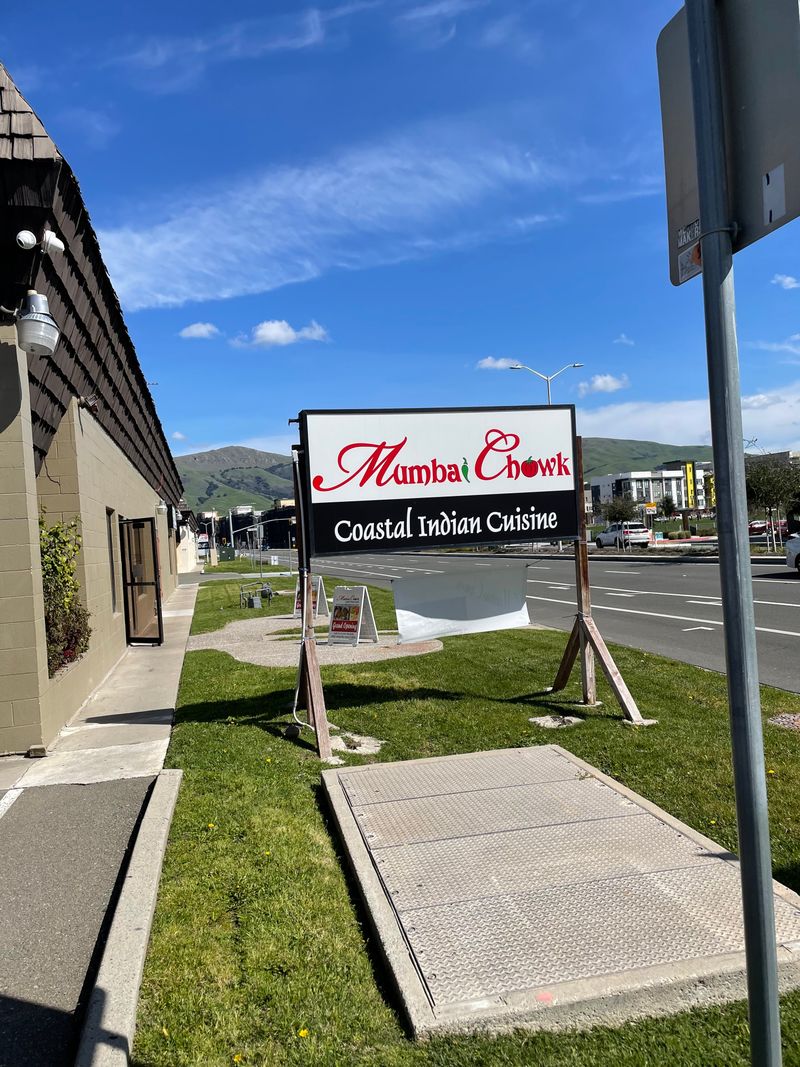 Mumbai Chowk
Coastal Indian Cuisine
Grand Opening